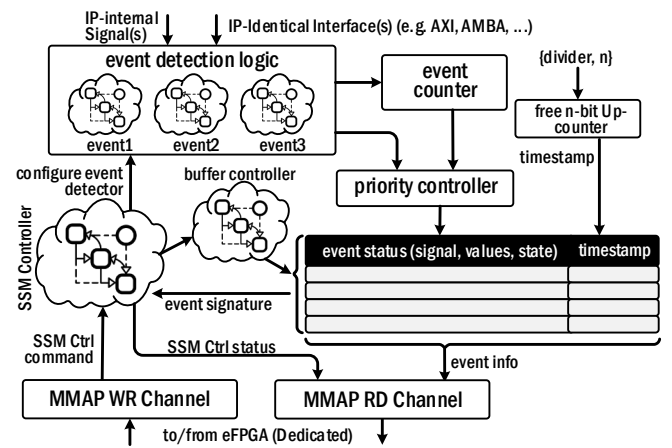 IP-internal
Signal(s)
IP-Identical Interface(s) (e.g. AXI, AMBA, ...)
event detection logic
event1
event2
event3
event
counter
{divider, n}
free n-bit Up-
counter
timestamp
configure event
detector
buffer controller
priority controller
SSM Controller
event status (signal, values, state)
timestamp
event signature
SSM Ctrl
command
SSM Ctrl status
event info
MMAP WR Channel
MMAP RD Channel
to/from eFPGA (Dedicated)